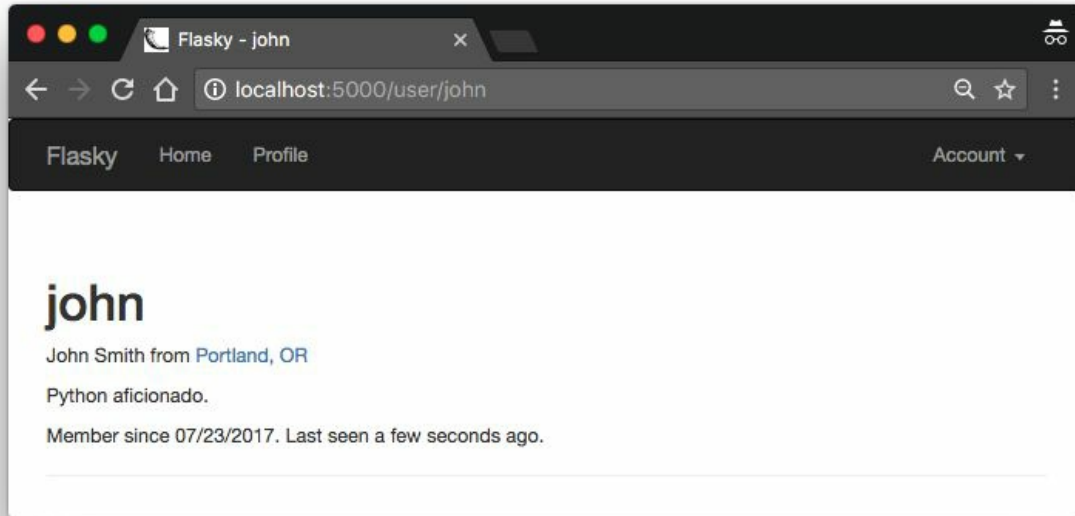 Flasky - john
localhost:5000/user/john
Flasky Home Profile Account
john
John Smith from Portland, OR
Python aficionado.
Member since 07/23/2017. Last seen a few seconds ago.